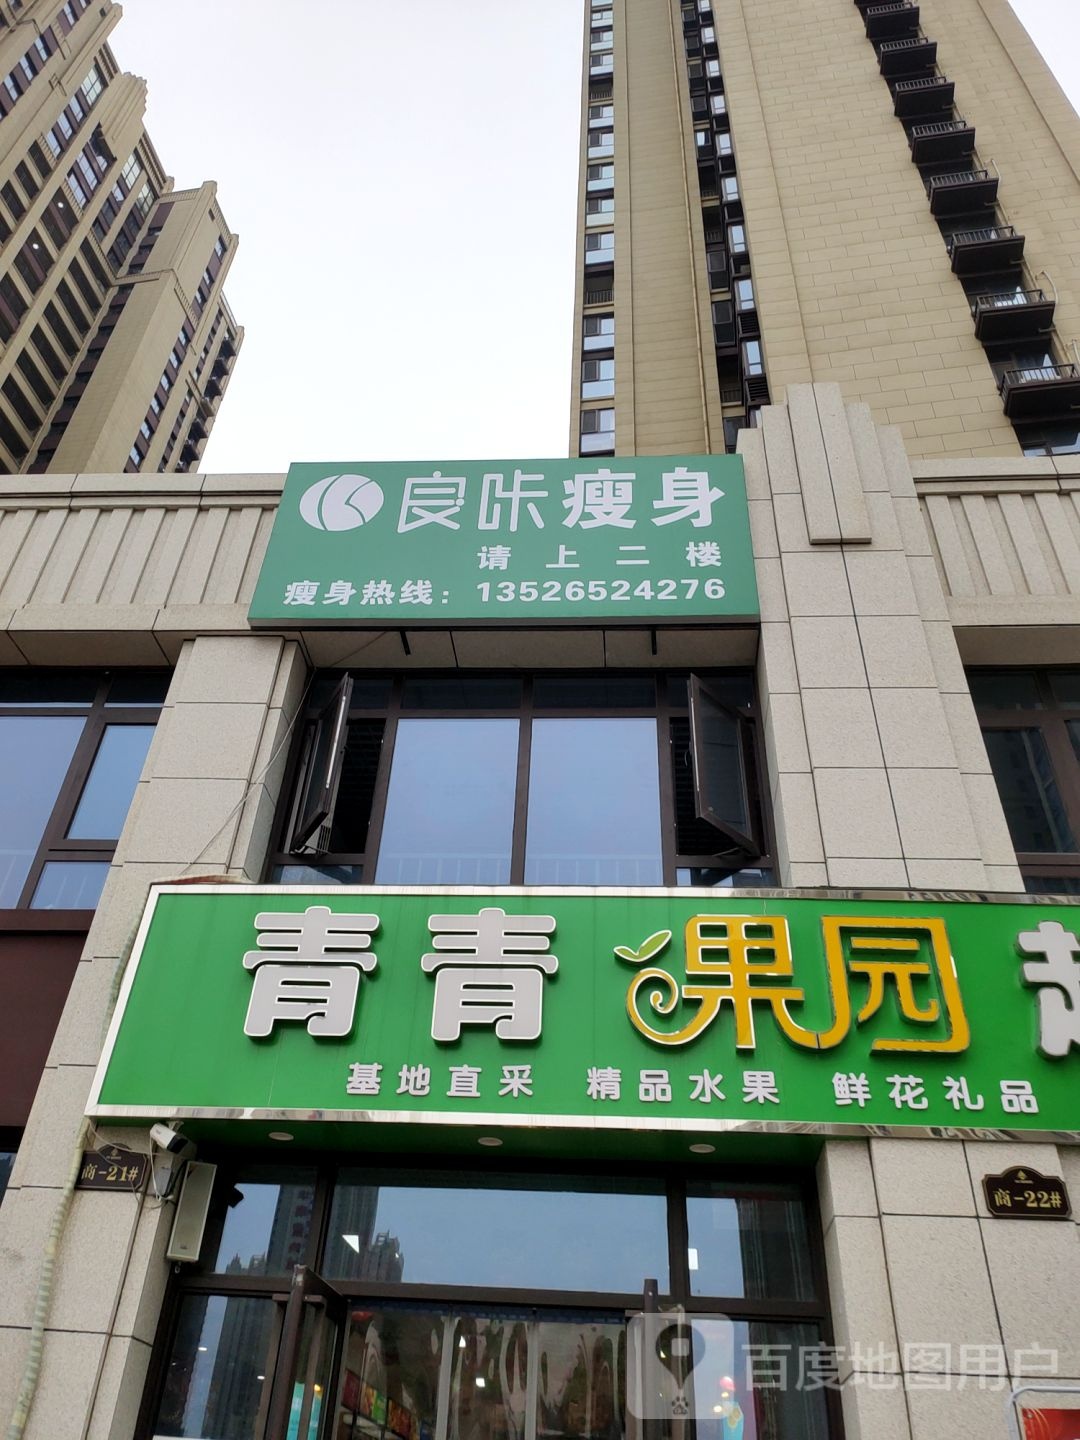 良咔瘦身
请上二楼
瘦身热线：13526524276
青青果园
基地直采 精品水果 鲜花礼品
商-21#
商-22#
百度地图用户